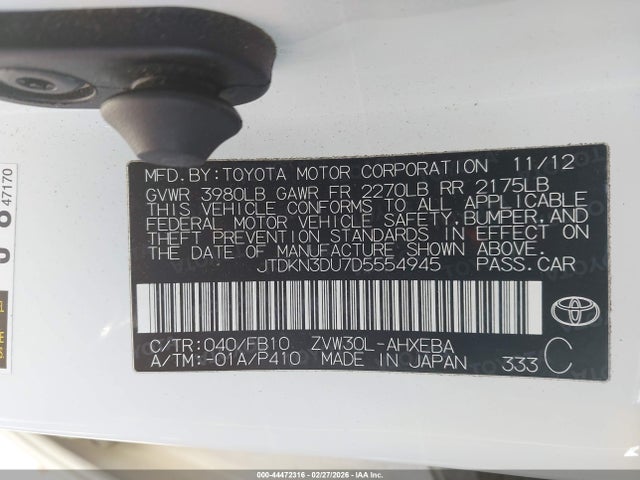 MFD.BY:TOYOTA MOTOR CORPORATION 11/12
GVWR 3980LB GAWR FR 2270LB RR 2175LB
THIS VEHICLE CONFORMS TO ALL APPLICABLE
FEDERAL MOTOR VEHICLE SAFETY,BUMPER,AND
THEFT PREVENTION STANDARDS IN EFFECT ON
THE DATE OF MANUFACTURE SHOWN ABOVE.
JTDKN3DU7D5554945 PASS.CAR
C/TR:040/FB10 ZVW30L-AHXEBA
A/TM:-01A/P410 MADE IN JAPAN 333 C
47170
000-44472316 - 02/27/2026 - IAAI.COM